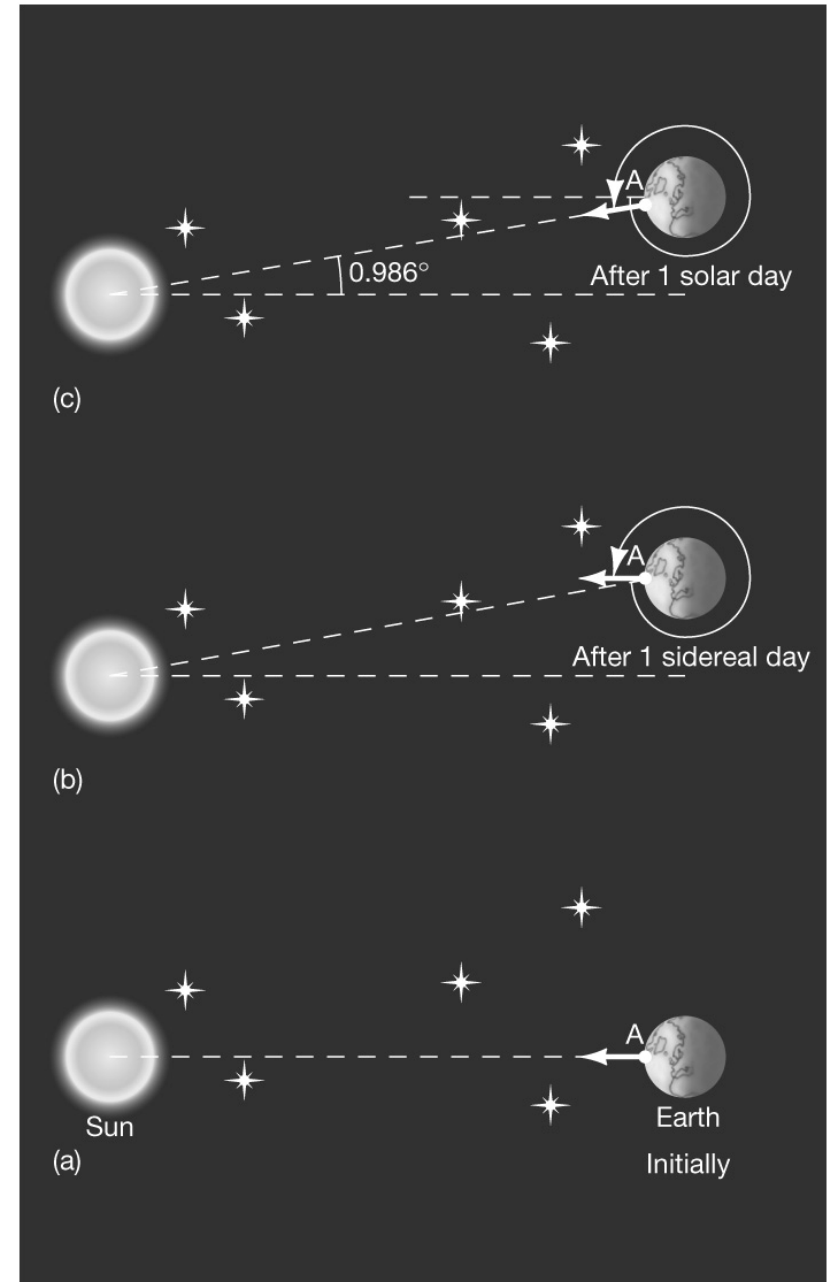 A
0.986°
After 1 solar day
(c)
A
After 1 sidereal day
(b)
A
Sun
Earth
(a)
Initially